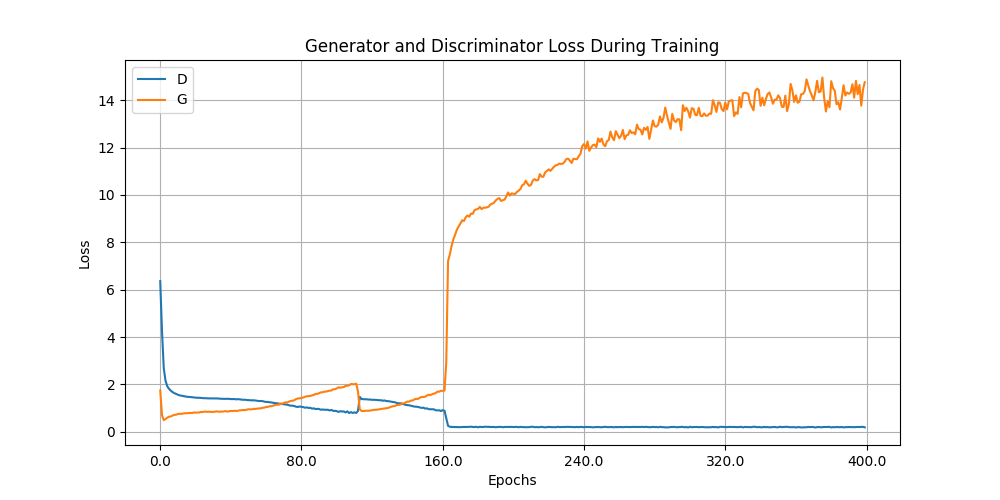 Generator and Discriminator Loss During Training
D
G
14
12
10
8
6
4
2
0
Loss
0.0 80.0 160.0 240.0 320.0 400.0
Epochs